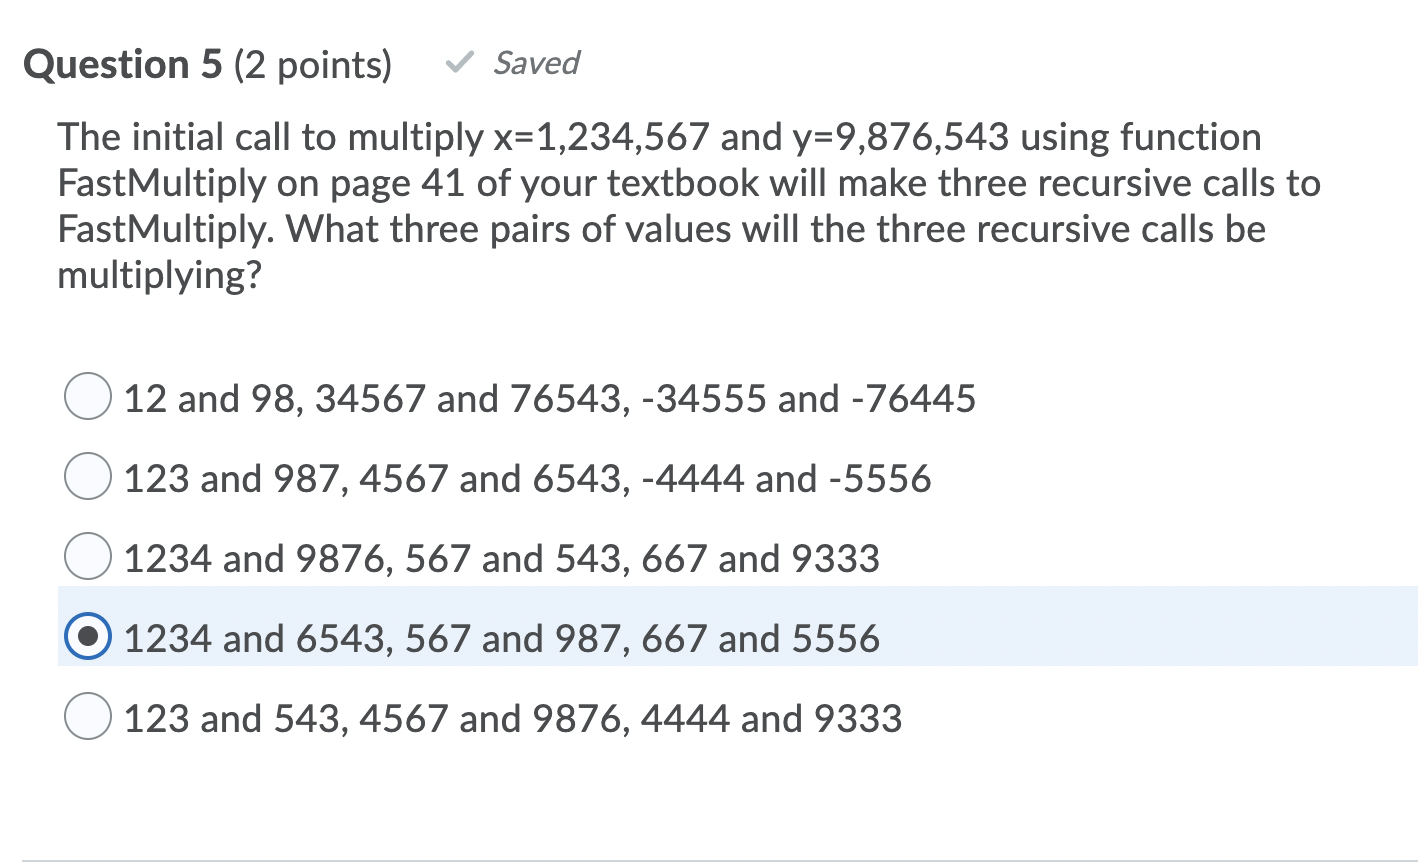 Question 5 (2 points) ✓ Saved
The initial call to multiply x=1,234,567 and y=9,876,543 using function
FastMultiply on page 41 of your textbook will make three recursive calls to
FastMultiply. What three pairs of values will the three recursive calls be
multiplying?
12 and 98, 34567 and 76543, -34555 and -76445
123 and 987, 4567 and 6543, -4444 and -5556
1234 and 9876, 567 and 543, 667 and 9333
1234 and 6543, 567 and 987, 667 and 5556
123 and 543, 4567 and 9876, 4444 and 9333